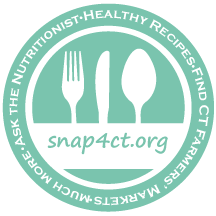 Ask the Nutritionist•Healthy Recipes•Find CT Farmers' Markets•much more•
snap4ct.org